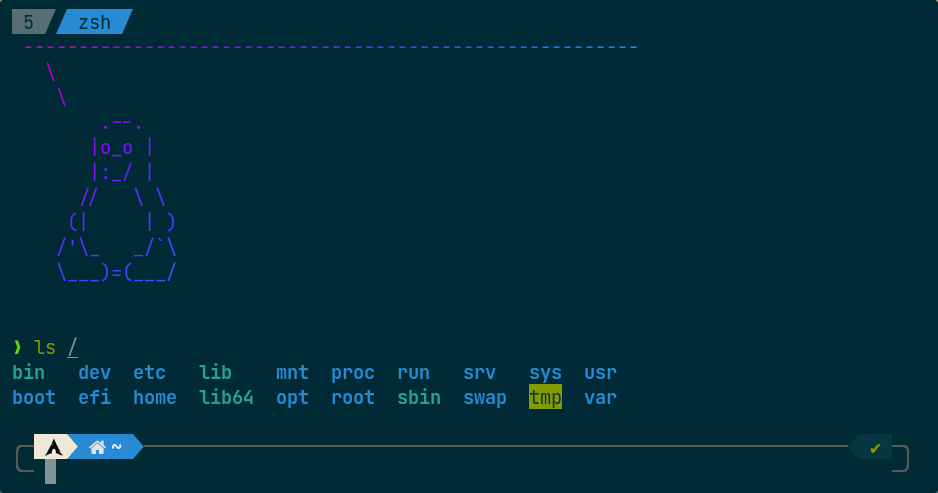 5 zsh
--------------------------------------------------------
\
\
.--.
|o_o |
|:_/ |
//   \ \
(|     | )
/'\_   _/`\
\___)=(___/
❯ ls /
bin dev etc lib mnt proc run srv sys usr
boot efi home lib64 opt root sbin swap tmp var
~ ✔